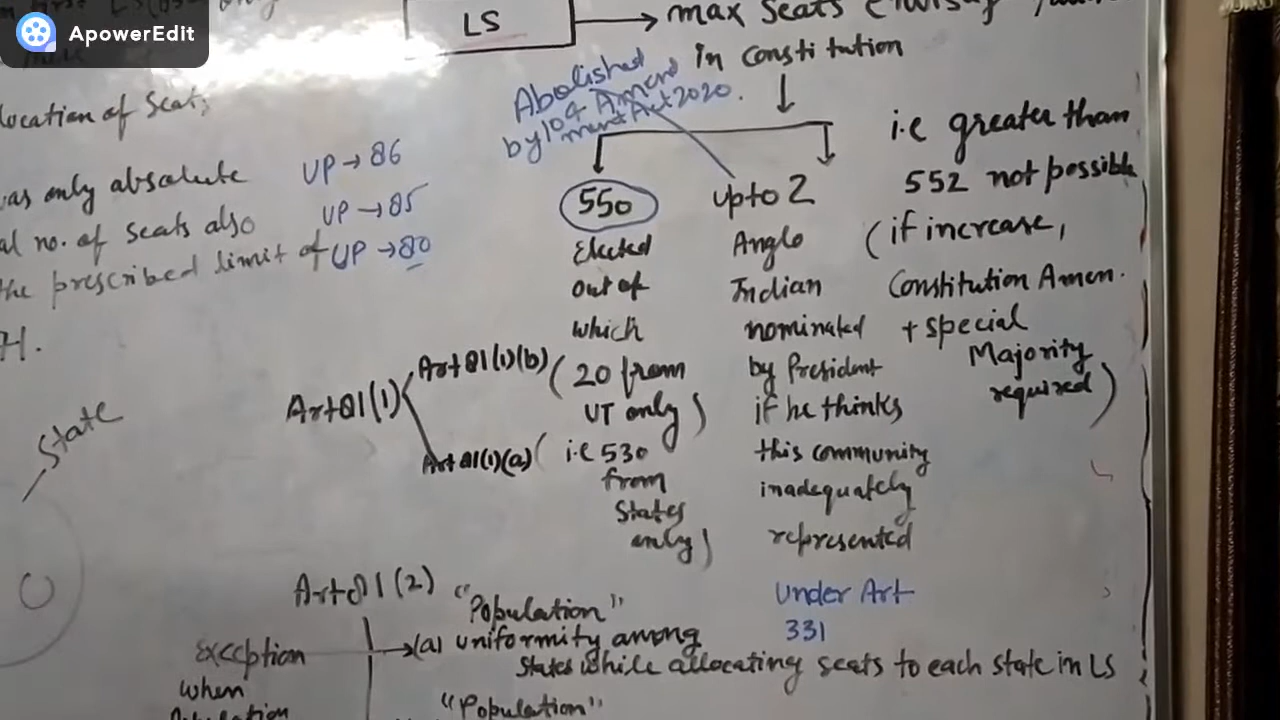 ApowerEdit
LS → max seats
in constitution
Abolished
by 104 Amend
ment Act 2020.
location of Seats
as only absolute
UP → 86
al no. of seats also
UP → 85
the prescribed limit of
UP → 80
H.
State
550
Elected
out of
which
Art 81(1)
Art 81(1)(b) (20 from
UT only)
Art 81(1)(a) (i.e 530
from
States
only)
upto 2
Anglo
Indian
nominated
by President
if he thinks
this community
inadequately
represented
under Art
331
i.e greater than
552 not possible
(if increase,
Constitution Amen.
+ special
Majority
required)
Art 81(2)
"Population"
→ (a) uniformity among
States while allocating seats to each state in LS
exception
when
"Population"